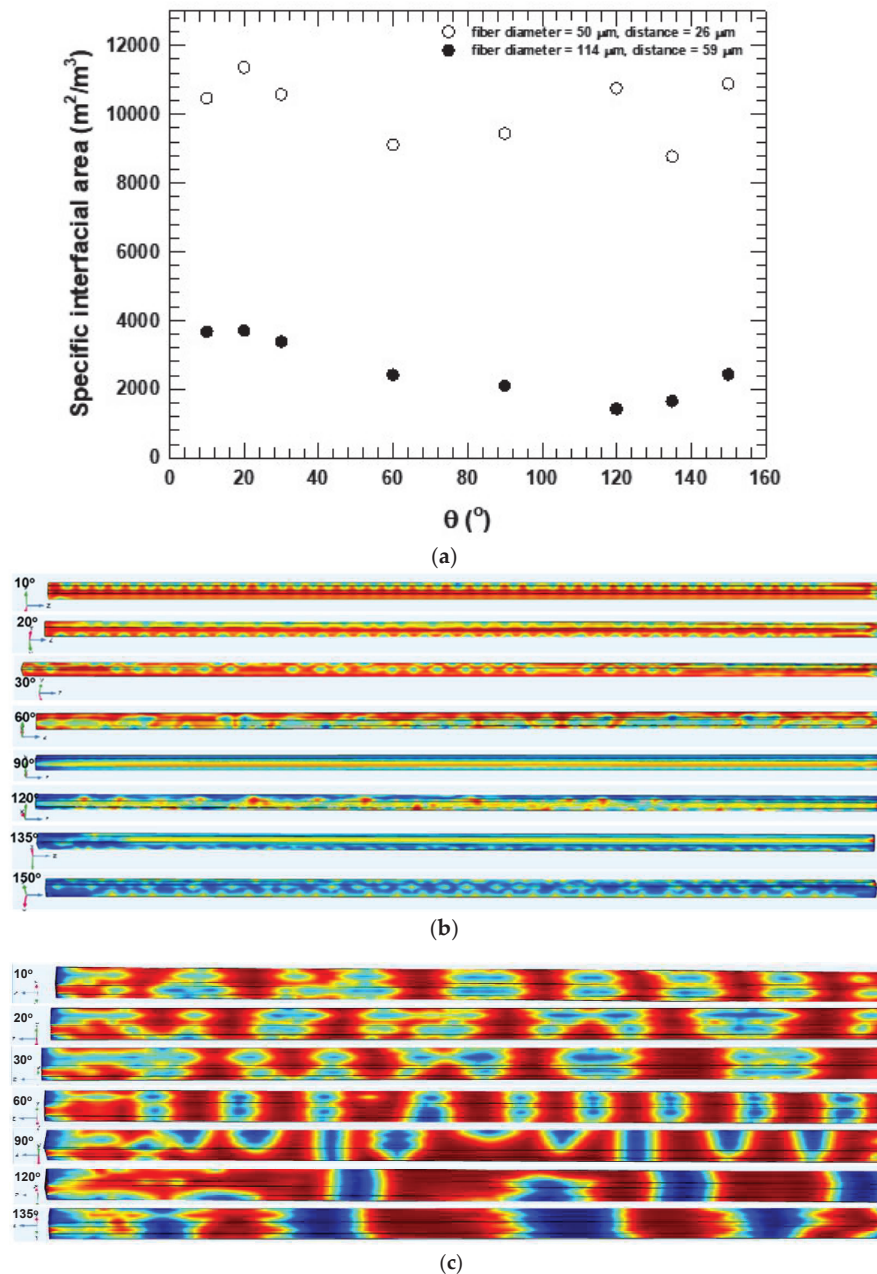 12000
10000
8000
6000
4000
2000
0
Specific interfacial area (m²/m³)
fiber diameter = 50 µm, distance = 26 µm
fiber diameter = 114 µm, distance = 59 µm
0 20 40 60 80 100 120 140 160
θ (°)
(a)
10°
20°
30°
60°
90°
120°
135°
150°
(b)
10°
20°
30°
60°
90°
120°
135°
(c)